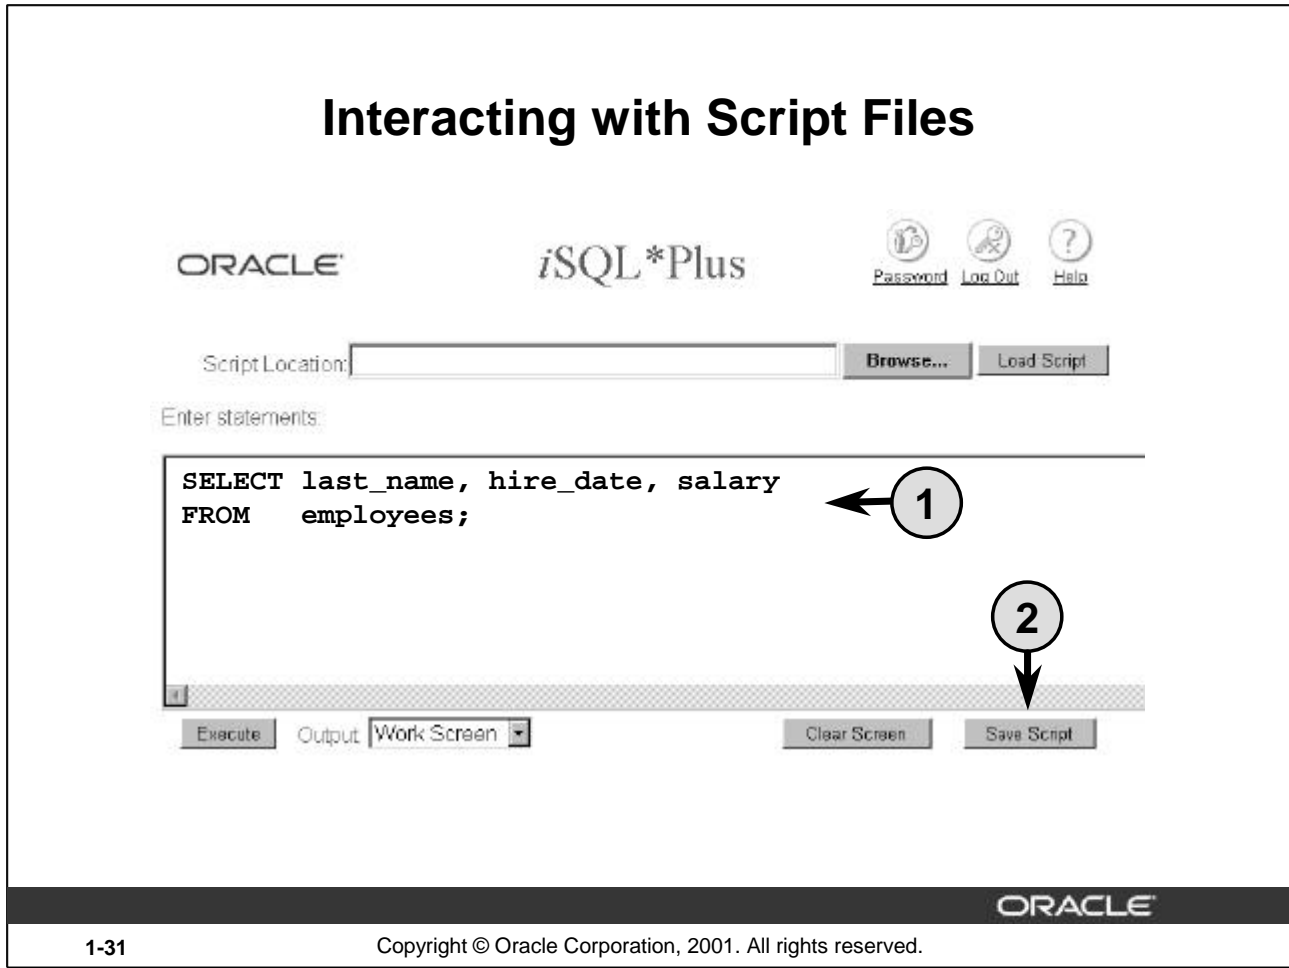 Interacting with Script Files
ORACLE
iSQL*Plus
Password Log Out Help
?
Script Location: Browse... Load Script
Enter statements:
SELECT last_name, hire_date, salary
FROM employees;
1
2
Execute Output: Work Screen Clear Screen Save Script
ORACLE
1-31 Copyright © Oracle Corporation, 2001. All rights reserved.